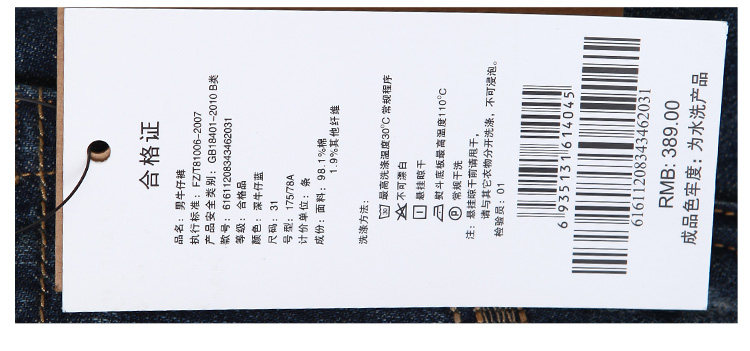 合格证
品名：男牛仔裤
执行标准：FZ/T81006-2007
产品安全类别：GB18401-2010 B类
款号：61611208343462031
等级：合格品
颜色：深牛仔蓝
尺码：31
号型：175/78A
计价单位：条
成份：面料：98.1%棉
1.9%其他纤维
洗涤方法：
最高洗涤温度30°C 常规程序
不可漂白
悬挂晾干
熨斗底板最高温度110°C
常规干洗
注：悬挂晾干前请甩干，
请与其它衣物分开洗涤，不可浸泡。
检验员：01
6 935131 614045
61611208343462031
RMB: 389.00
成品色牢度：为水洗产品